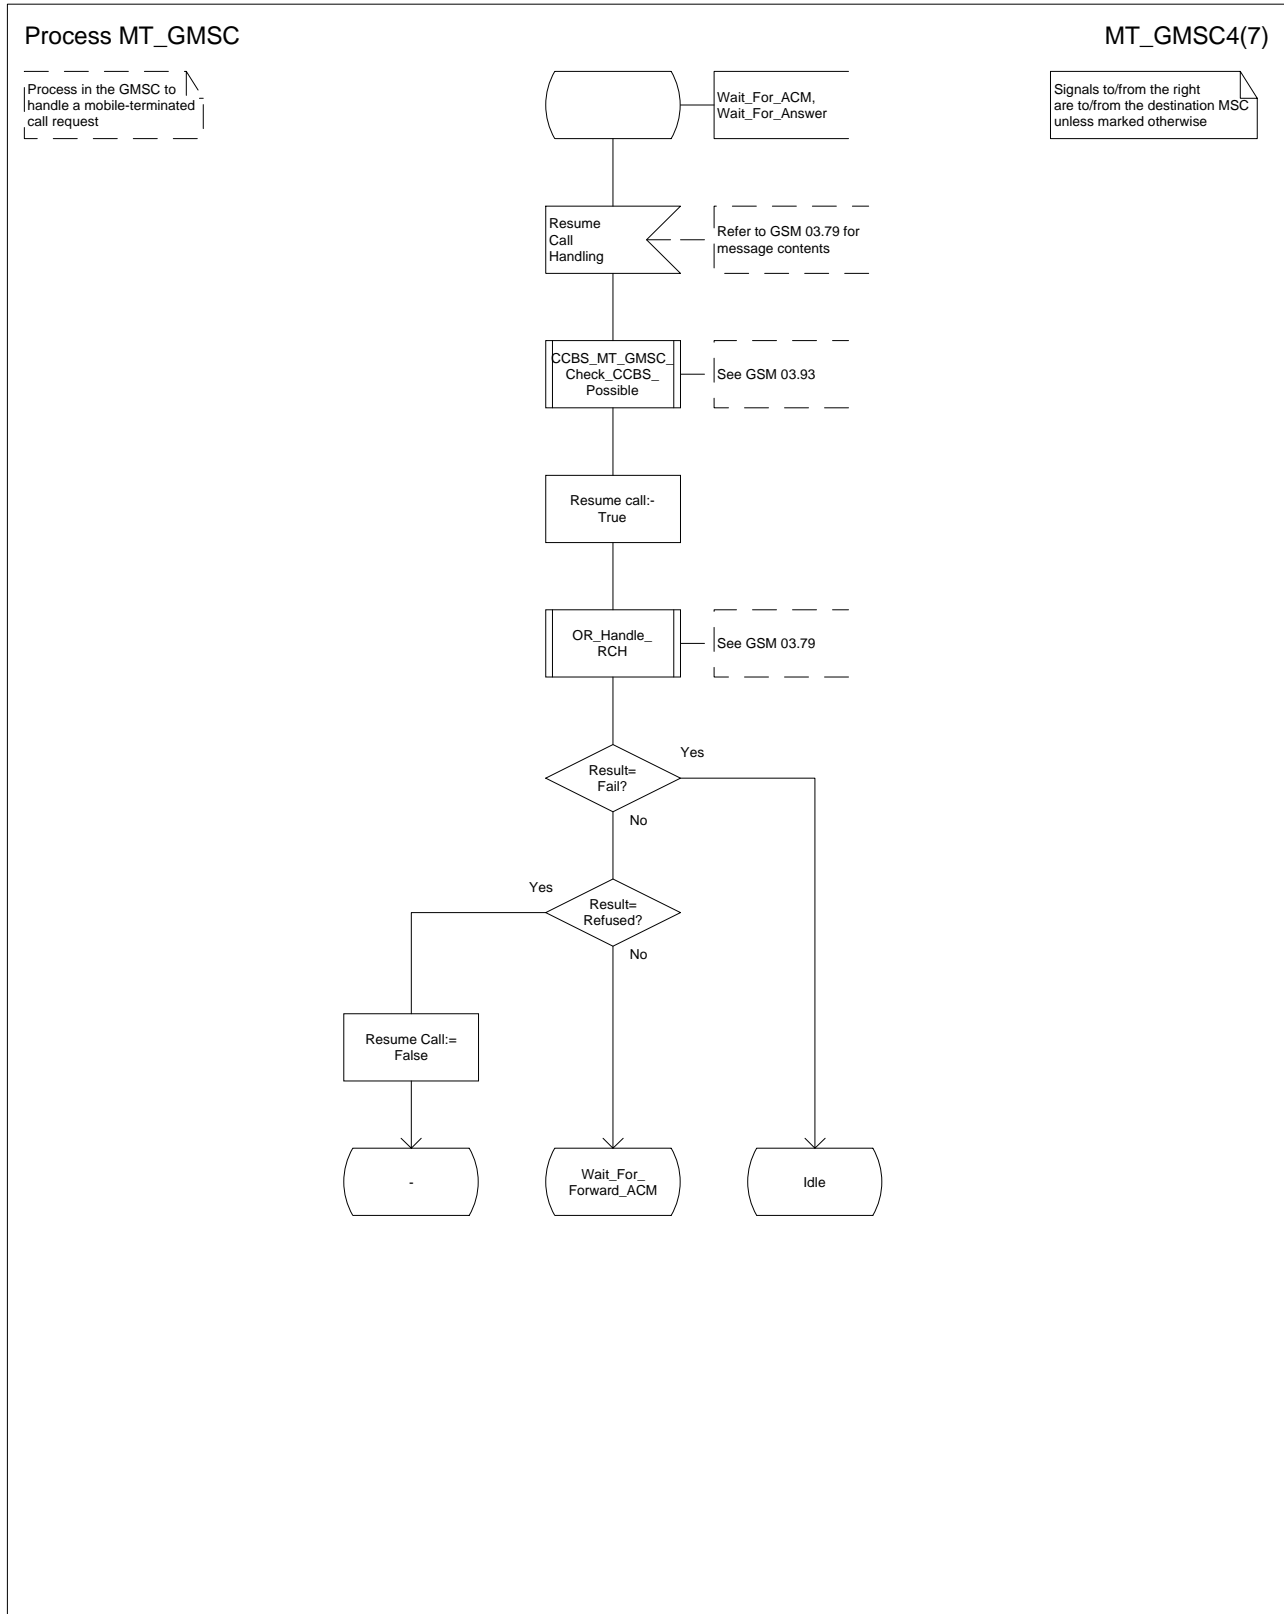 Process MT_GMSC
MT_GMSC4(7)
Process in the GMSC to
handle a mobile-terminated
call request
Wait_For_ACM,
Wait_For_Answer
Signals to/from the right
are to/from the destination MSC
unless marked otherwise
Resume
Call
Handling
Refer to GSM 03.79 for
message contents
CCBS_MT_GMSC_
Check_CCBS_
Possible
See GSM 03.93
Resume call:-
True
OR_Handle_
RCH
See GSM 03.79
Result=
Fail?
Yes
No
Result=
Refused?
Yes
No
Resume Call:=
False
-
Wait_For_
Forward_ACM
Idle